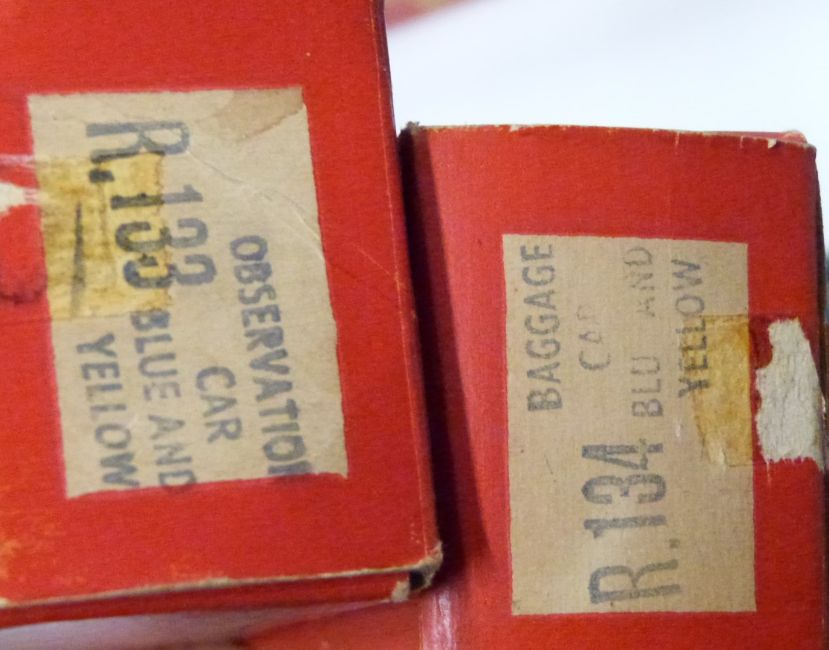 R.133
OBSERVATION
CAR
BLUE AND
YELLOW
R.134
BAGGAGE
CAR
BLU AND
YELLOW